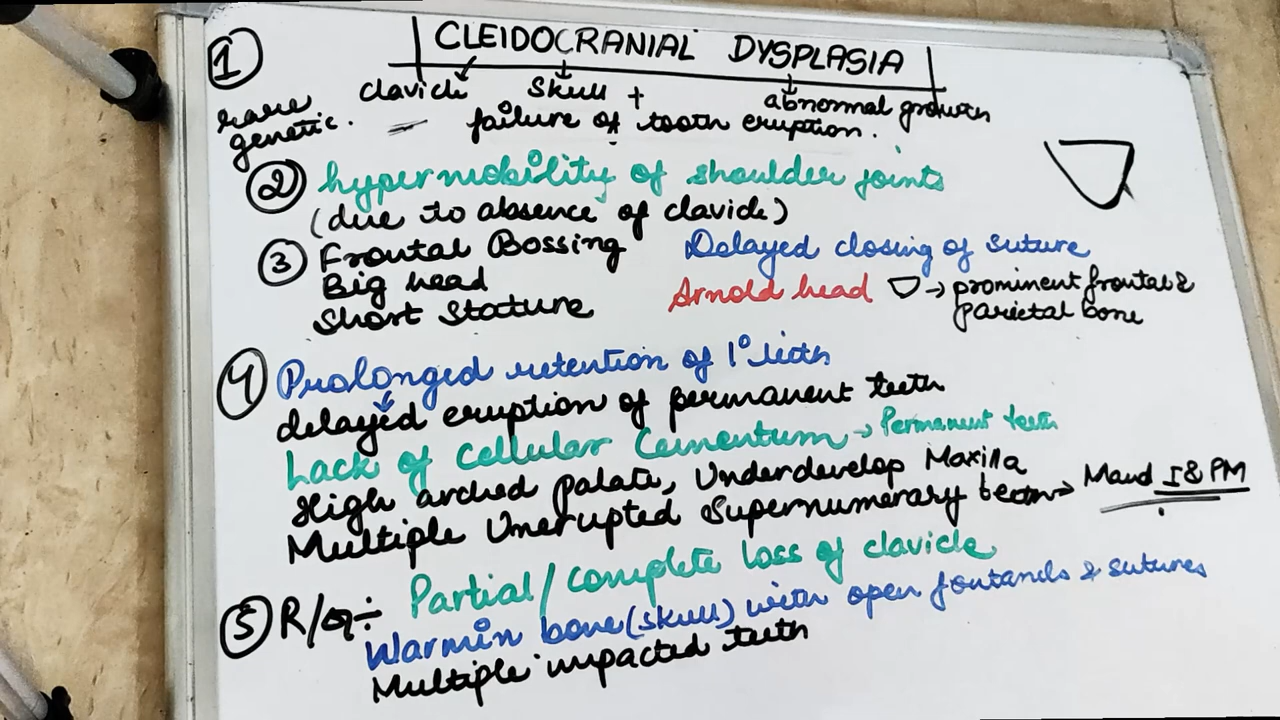 1
CLEIDOCRANIAL DYSPLASIA
clavicle Skull + abnormal growth
rare genetic. failure of tooth eruption.
2 hypermobility of shoulder joints
(due to absence of clavicle)
3 Frontal Bossing Delayed closing of suture
Big head
Short Stature Arnold head → prominent frontal &
parietal bone
4 Prolonged retention of 1° teeth
delayed eruption of permanent teeth
Lack of Cellular Cementum → Permanent teeth
High arched palate, Underdevelop Maxilla
Multiple Unerupted Supernumerary teeth → Mand I & PM
5 R/g÷ Partial/complete loss of clavicle
Warmin bone (skull) with open fontanels & sutures
Multiple impacted teeth